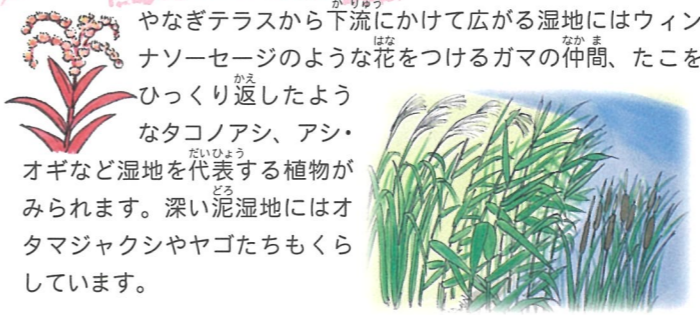 やなぎテラスから下流にかけて広がる湿地にはウィン
ナソーセージのような花をつけるガマの仲間、たこを
ひっくり返したよう
なタコノアシ、アシ・
オギなど湿地を代表する植物が
みられます。深い泥湿地にはオ
タマジャクシやヤゴたちもくら
しています。